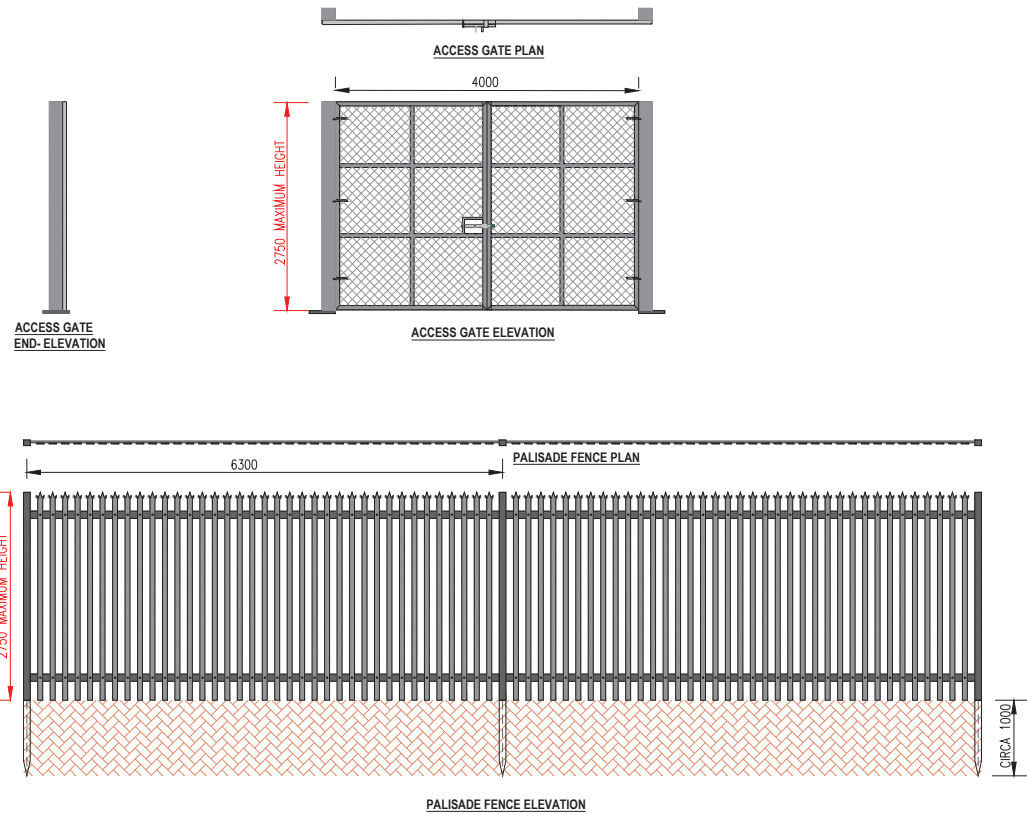 ACCESS GATE PLAN
4000
2750 MAXIMUM HEIGHT
ACCESS GATE
END- ELEVATION
ACCESS GATE ELEVATION
PALISADE FENCE PLAN
6300
2750 MAXIMUM HEIGHT
CIRCA 1000
PALISADE FENCE ELEVATION